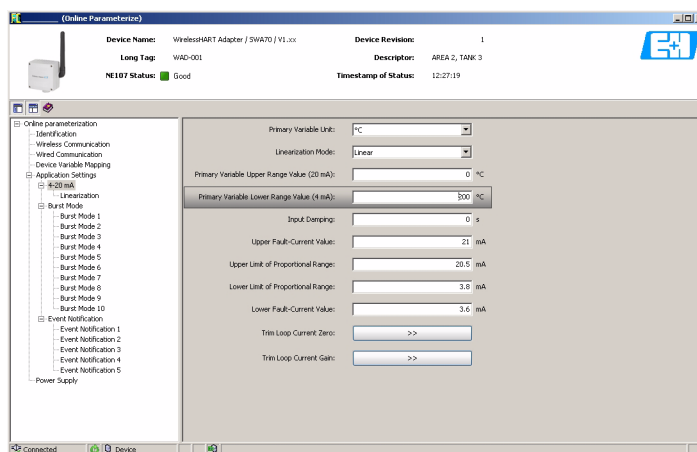 (Online Parameterize)
Device Name: WirelessHART Adapter / SWA70 / V1.xx Device Revision: 1
Long Tag: WAD-001 Descriptor: AREA 2, TANK 3
NE107 Status: Good Timestamp of Status: 12:27:19
E+H
Online parameterization
Identification
Wireless Communication
Wired Communication
Device Variable Mapping
Application Settings
4-20 mA
Linearization
Burst Mode
Burst Mode 1
Burst Mode 2
Burst Mode 3
Burst Mode 4
Burst Mode 5
Burst Mode 6
Burst Mode 7
Burst Mode 8
Burst Mode 9
Burst Mode 10
Event Notification
Event Notification 1
Event Notification 2
Event Notification 3
Event Notification 4
Event Notification 5
Power Supply
Primary Variable Unit: °C
Linearization Mode: Linear
Primary Variable Upper Range Value (20 mA): 0 °C
Primary Variable Lower Range Value (4 mA): 200 °C
Input Damping: 0 s
Upper Fault-Current Value: 21 mA
Upper Limit of Proportional Range: 20.5 mA
Lower Limit of Proportional Range: 3.8 mA
Lower Fault-Current Value: 3.6 mA
Trim Loop Current Zero: >>
Trim Loop Current Gain: >>
Connected Device